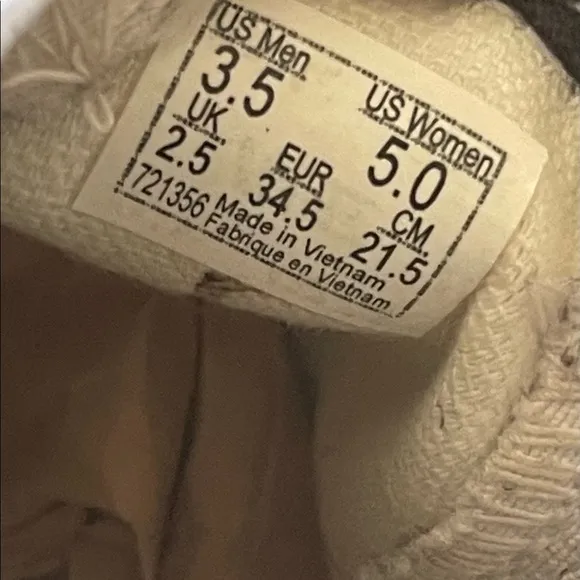 US Men
3.5
US Women
5.0
UK
2.5
EUR
34.5
CM.
21.5
721356
Made in Vietnam
Fabrique en Vietnam